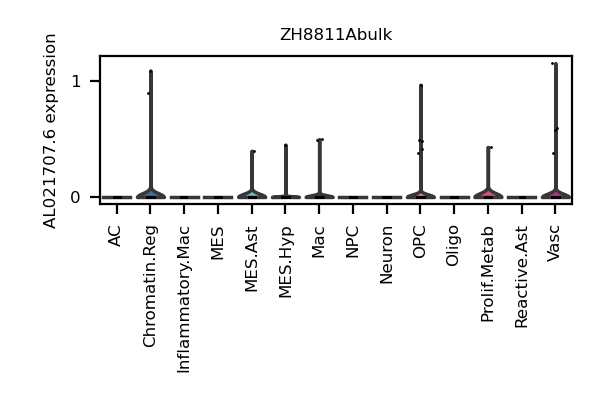 ZH8811Abulk
AL021707.6 expression
1
0
AC
Chromatin.Reg
Inflammatory.Mac
MES
MES.Ast
MES.Hyp
Mac
NPC
Neuron
OPC
Oligo
Prolif.Metab
Reactive.Ast
Vasc